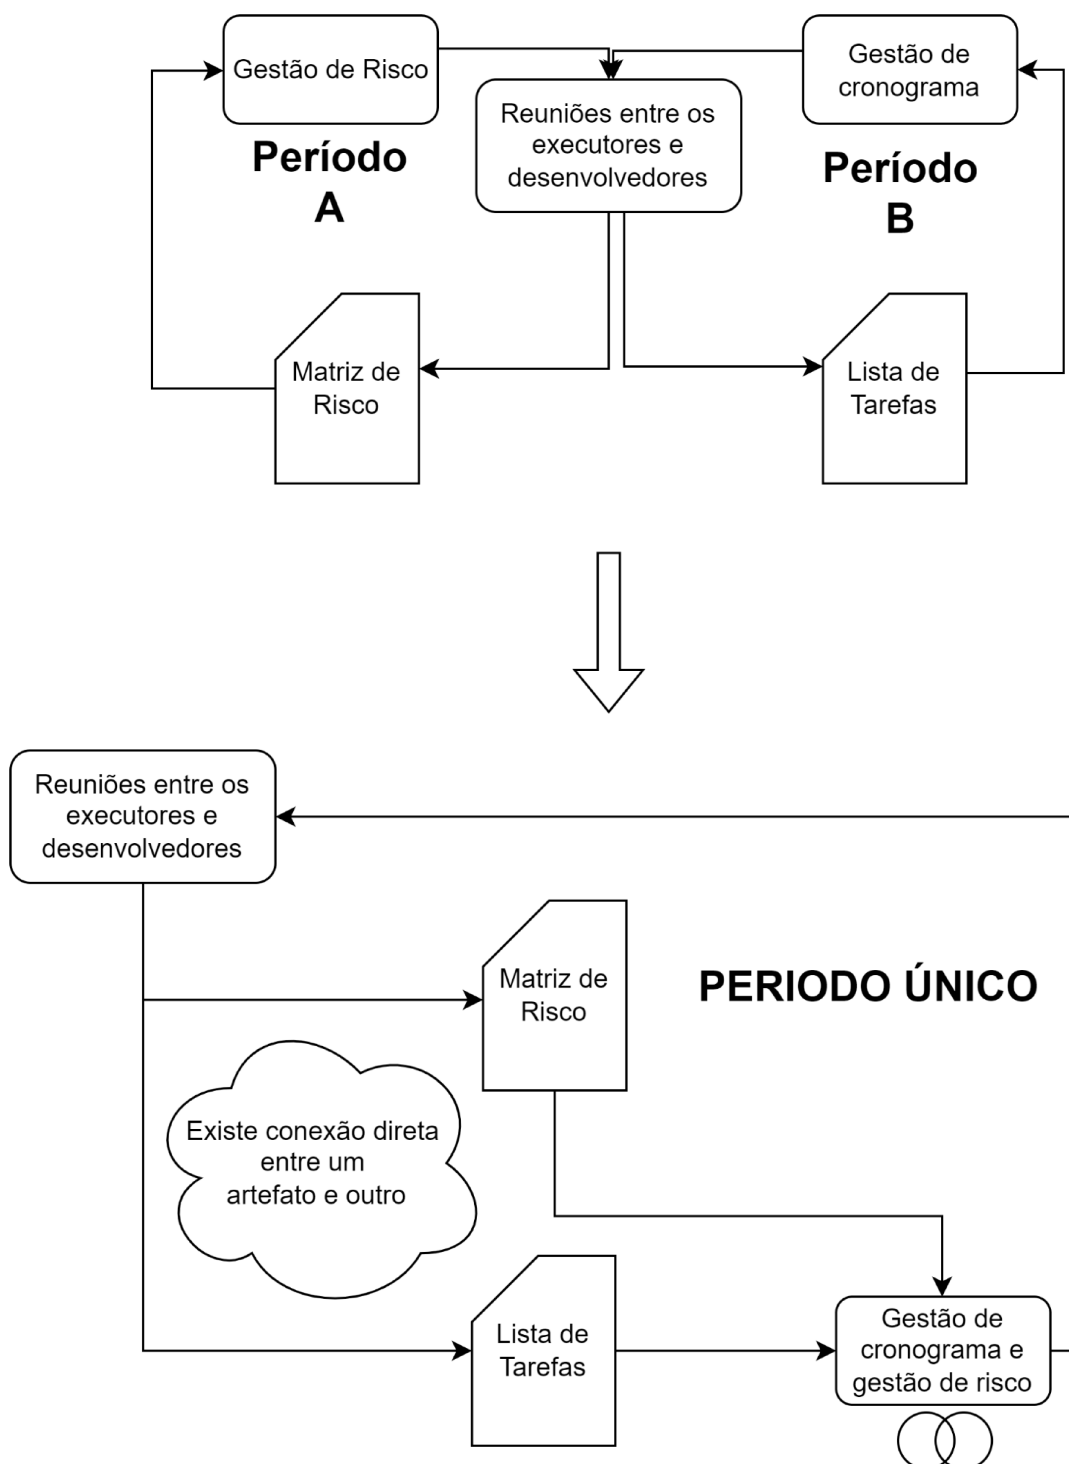 Gestão de Risco
Reuniões entre os
executores e
desenvolvedores
Gestão de
cronograma
Período
A
Período
B
Matriz de
Risco
Lista de
Tarefas
Reuniões entre os
executores e
desenvolvedores
Matriz de
Risco
PERIODO ÚNICO
Existe conexão direta
entre um
artefato e outro
Lista de
Tarefas
Gestão de
cronograma e
gestão de risco